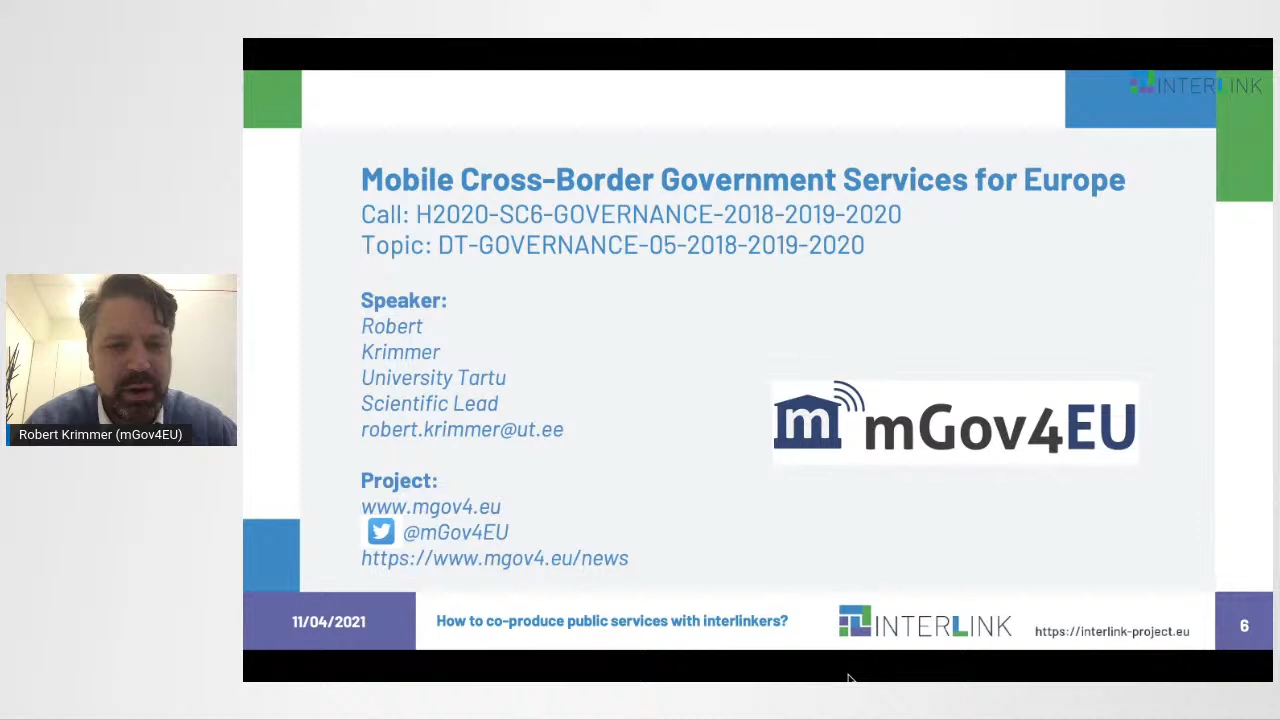 INTERLINK
Mobile Cross-Border Government Services for Europe
Call: H2020-SC6-GOVERNANCE-2018-2019-2020
Topic: DT-GOVERNANCE-05-2018-2019-2020
Speaker:
Robert
Krimmer
University Tartu
Scientific Lead
robert.krimmer@ut.ee
m mGov4EU
Project:
www.mgov4.eu
@mGov4EU
https://www.mgov4.eu/news
Robert Krimmer (mGov4EU)
11/04/2021
How to co-produce public services with interlinkers?
INTERLINK
https://interlink-project.eu
6